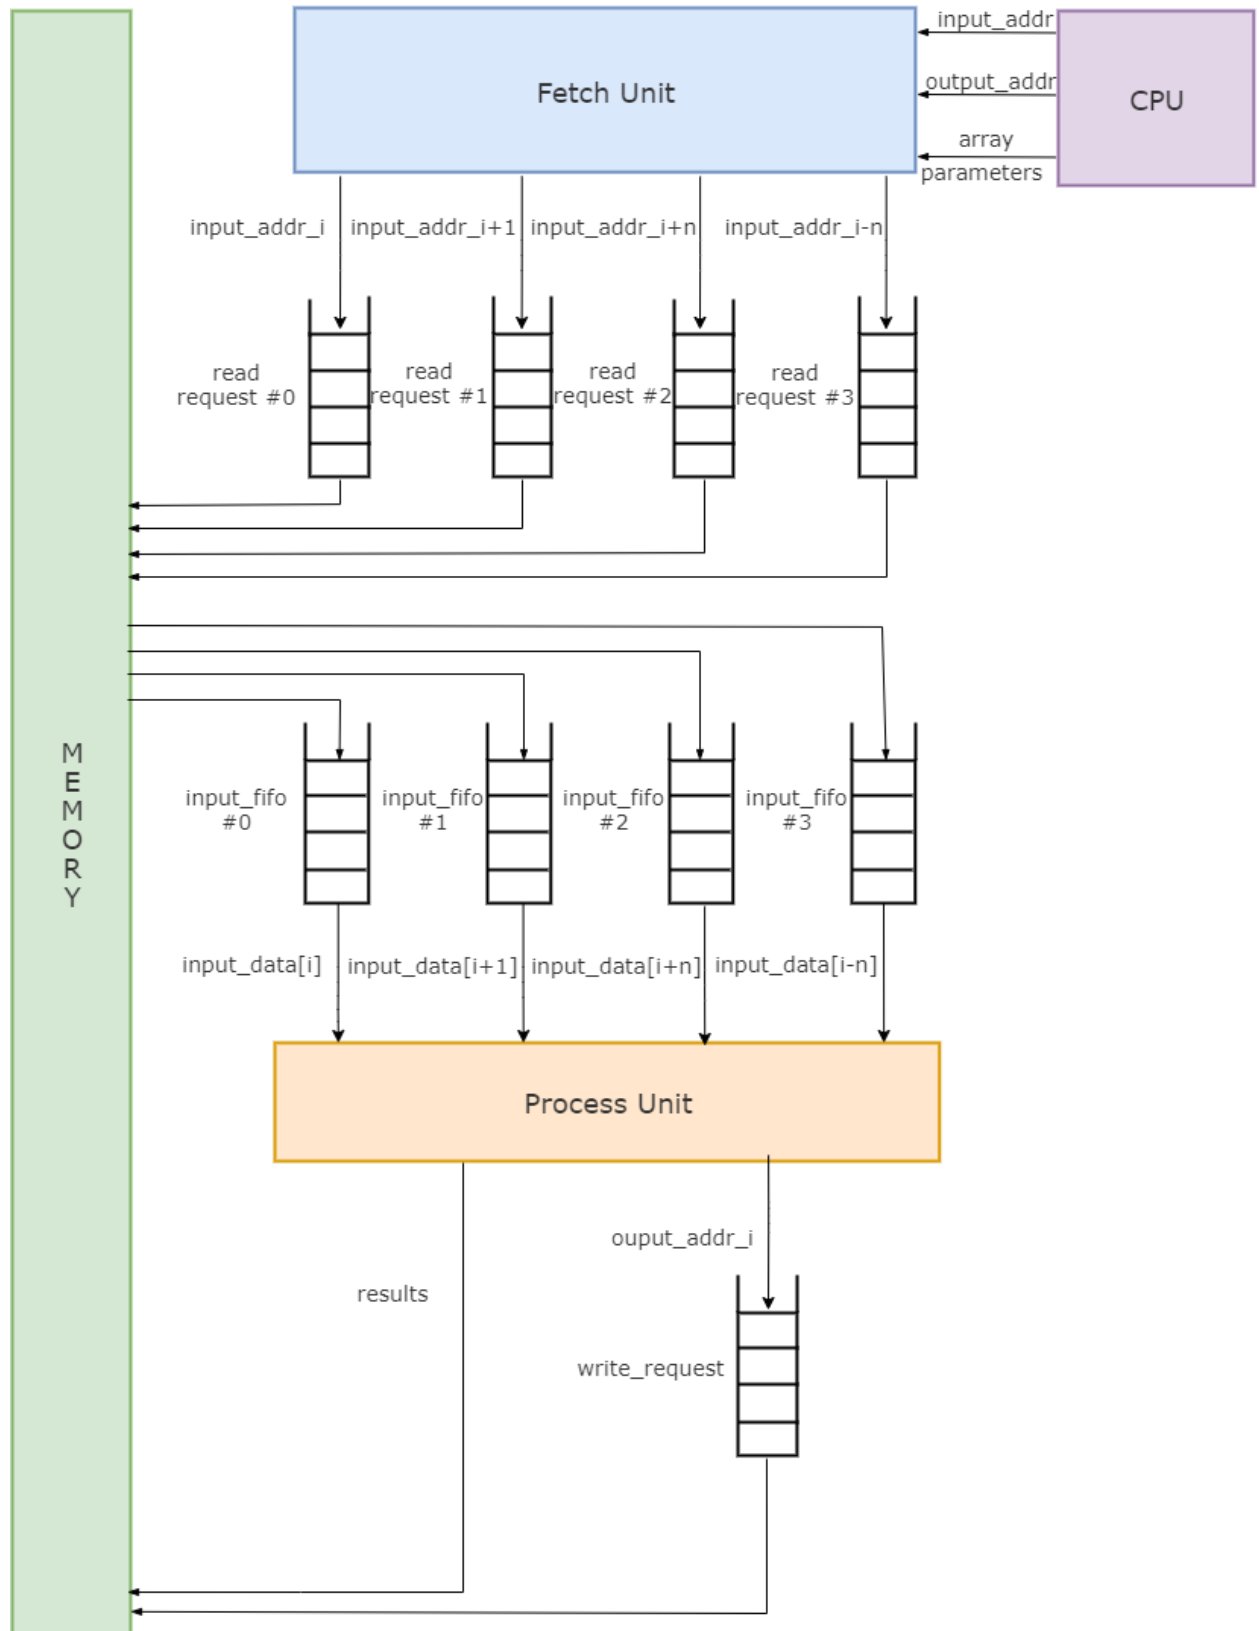 input_addr
Fetch Unit
output_addr
CPU
array
parameters
input_addr_i
input_addr_i+1
input_addr_i+n
input_addr_i-n
read
request #0
read
request #1
read
request #2
read
request #3
M
E
M
O
R
Y
input_fifo
#0
input_fifo
#1
input_fifo
#2
input_fifo
#3
input_data[i]
input_data[i+1]
input_data[i+n]
input_data[i-n]
Process Unit
ouput_addr_i
results
write_request